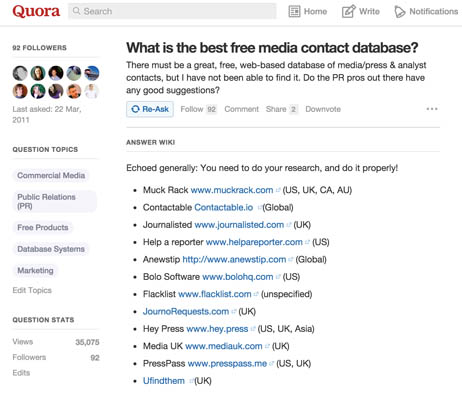 Quora
Search
Home
Write
Notifications
92 FOLLOWERS
Last asked: 22 Mar,
2011
QUESTION TOPICS
Commercial Media
Public Relations
(PR)
Free Products
Database Systems
Marketing
Edit Topics
QUESTION STATS
Views 35,075
Followers 92
Edits
What is the best free media contact database?
There must be a great, free, web-based database of media/press & analyst
contacts, but I have not been able to find it. Do the PR pros out there have
any good suggestions?
Re-Ask Follow 92 Comment Share 2 Downvote
ANSWER WIKI
Echoed generally: You need to do your research, and do it properly!
• Muck Rack www.muckrack.com (US, UK, CA, AU)
• Contactable Contactable.io (Global)
• Journalisted www.journalisted.com (UK)
• Help a reporter www.helpareporter.com (US)
• Anewstip http://www.anewstip.com (Global)
• Bolo Software www.bolohq.com (US)
• Flacklist www.flacklist.com (unspecified)
• JournoRequests.com (UK)
• Hey Press www.hey.press (US, UK, Asia)
• Media UK www.mediauk.com (UK)
• PressPass www.presspass.me (US, UK)
• Ufindthem (UK)